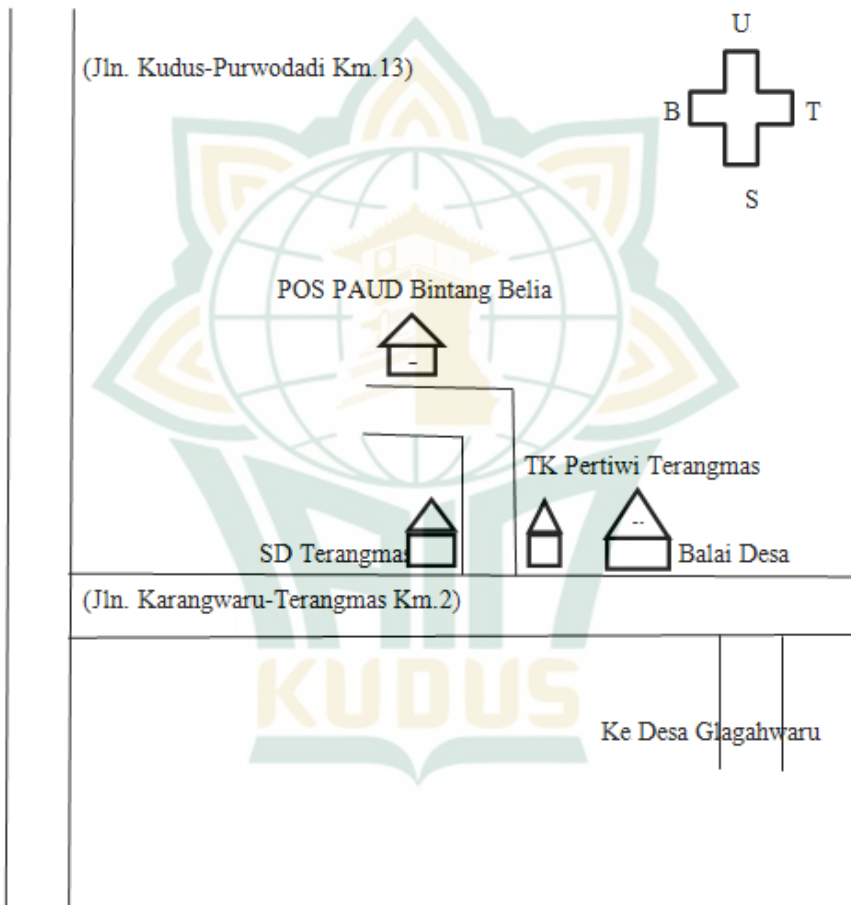 U
(Jln. Kudus-Purwodadi Km.13)
B T
S
POS PAUD Bintang Belia
TK Pertiwi Terangmas
SD Terangmas
Balai Desa
(Jln. Karangwaru-Terangmas Km.2)
KUDUS
Ke Desa Glagahwaru